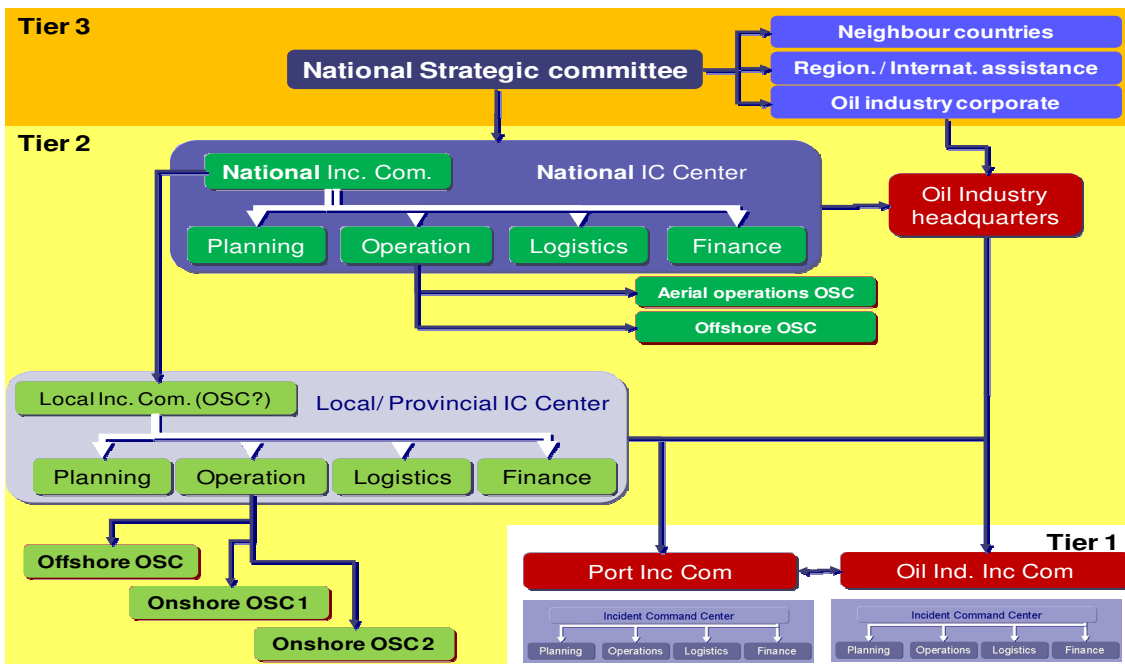 Tier 3
National Strategic committee
Neighbour countries
Region. / Internat. assistance
Oil industry corporate
Tier 2
National Inc. Com.
National IC Center
Planning
Operation
Logistics
Finance
Oil Industry
headquarters
Aerial operations OSC
Offshore OSC
Local Inc. Com. (OSC?)
Local/ Provincial IC Center
Planning
Operation
Logistics
Finance
Offshore OSC
Onshore OSC 1
Onshore OSC 2
Tier 1
Port Inc Com
Oil Ind. Inc Com
Incident Command Center
Planning
Operations
Logistics
Finance
Incident Command Center
Planning
Operations
Logistics
Finance